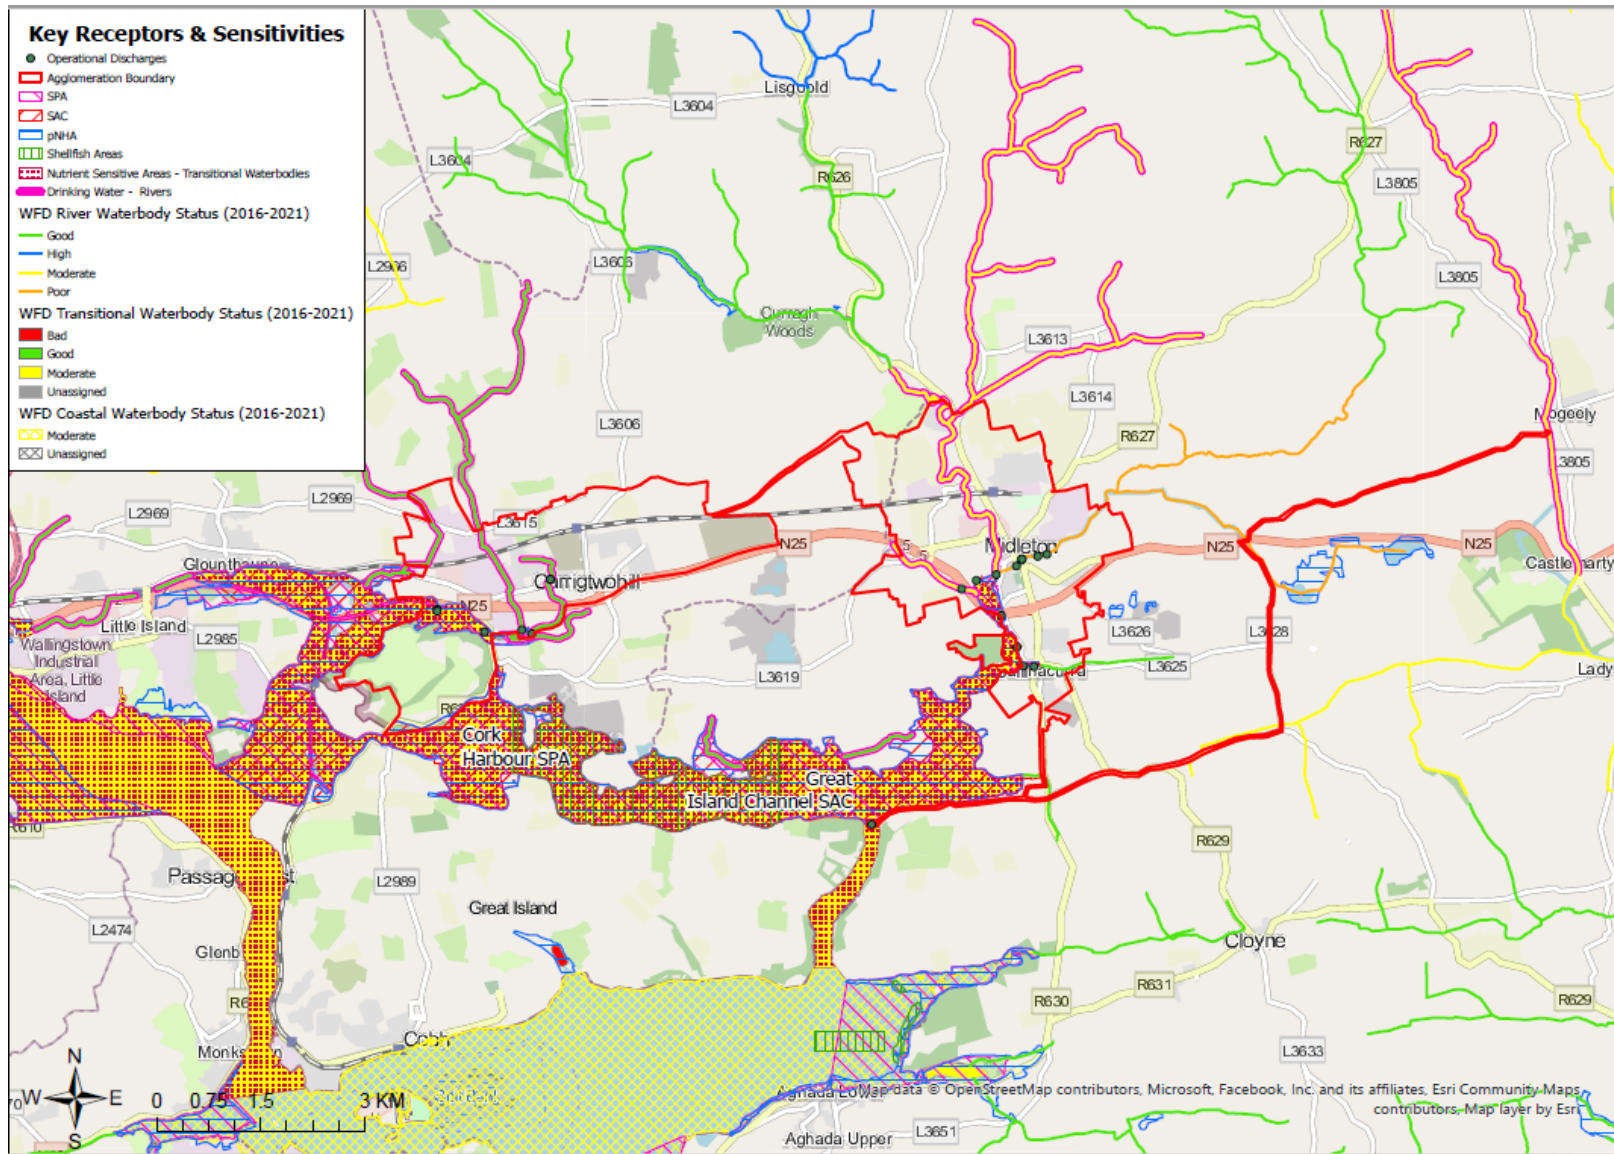 Key Receptors & Sensitivities
Operational Discharges
Agglomeration Boundary
SPA
SAC
pNHA
Shellfish Areas
Nutrient Sensitive Areas - Transitional Waterbodies
Drinking Water - Rivers
WFD River Waterbody Status (2016-2021)
Good
High
Moderate
Poor
WFD Transitional Waterbody Status (2016-2021)
Bad
Good
Moderate
Unassigned
WFD Coastal Waterbody Status (2016-2021)
Moderate
Unassigned
Lisgoold
L3604
R627
L3604
R626
L3805
L2966
L3606
L3805
Curragh
Woods
L3613
L3614
Mogeely
L3606
R627
L3805
L2969
L2969
L3615
N25
Midleton
N25
N25
Glounthaune
Castlemartyr
Carrigtwohill
N25
Little Island
L2985
L3626
L3628
Wallingstown
Industrial
Area, Little
Island
L3619
L3625
Lady
Cork
Harbour SPA
Great
Island Channel SAC
R610
R629
L2989
Great Island
L2474
Cloyne
Glenb
R631
R630
R629
Cobh
L3633
N
W
E
S
0 0.75 1.5 3 KM
Aghada Lower
Map data © OpenStreetMap contributors, Microsoft, Facebook, Inc. and its affiliates, Esri Community Maps
contributors, Map layer by Esri
Aghada Upper
L3651